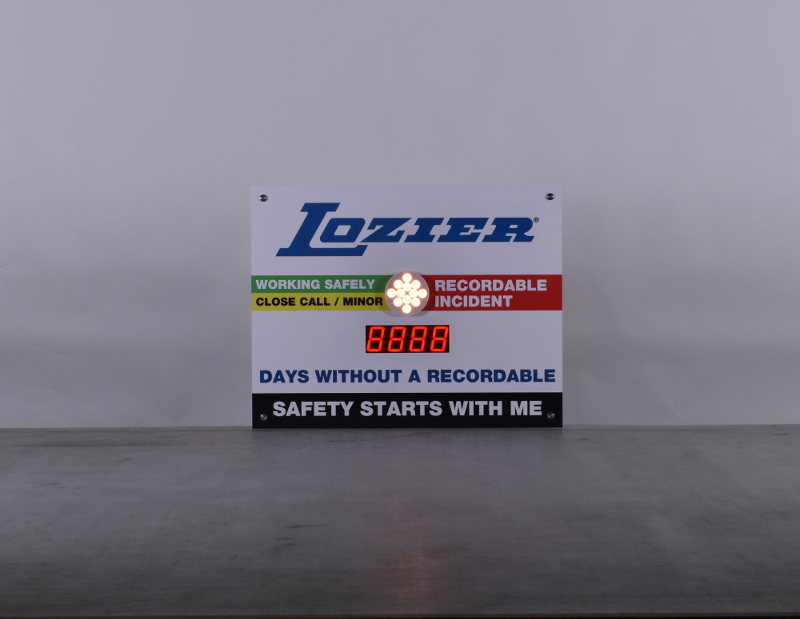 LOZIER®
WORKING SAFELY
CLOSE CALL / MINOR
RECORDABLE
INCIDENT
8888
DAYS WITHOUT A RECORDABLE
SAFETY STARTS WITH ME